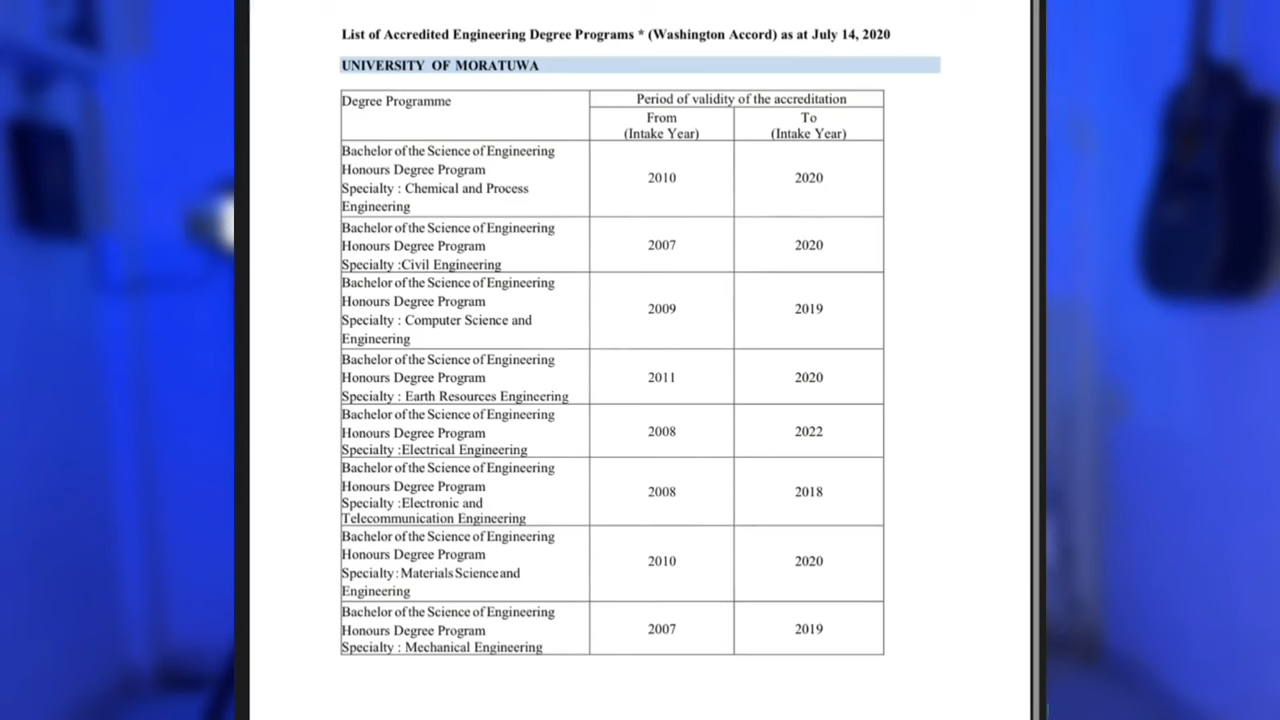 List of Accredited Engineering Degree Programs * (Washington Accord) as at July 14, 2020
UNIVERSITY OF MORATUWA
Degree Programme
Period of validity of the accreditation
From
(Intake Year)
To
(Intake Year)
Bachelor of the Science of Engineering
Honours Degree Program
Specialty : Chemical and Process
Engineering
2010
2020
Bachelor of the Science of Engineering
Honours Degree Program
Specialty :Civil Engineering
2007
2020
Bachelor of the Science of Engineering
Honours Degree Program
Specialty : Computer Science and
Engineering
2009
2019
Bachelor of the Science of Engineering
Honours Degree Program
Specialty : Earth Resources Engineering
2011
2020
Bachelor of the Science of Engineering
Honours Degree Program
Specialty :Electrical Engineering
2008
2022
Bachelor of the Science of Engineering
Honours Degree Program
Specialty :Electronic and
Telecommunication Engineering
2008
2018
Bachelor of the Science of Engineering
Honours Degree Program
Specialty : Materials Science and
Engineering
2010
2020
Bachelor of the Science of Engineering
Honours Degree Program
Specialty : Mechanical Engineering
2007
2019